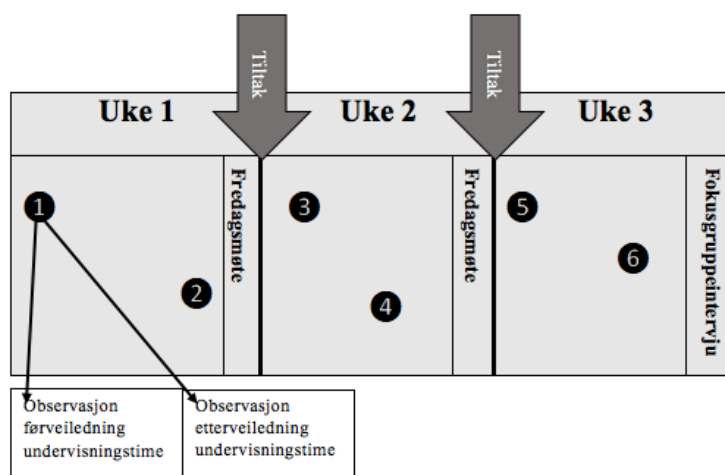 Tiltak
Tiltak
Uke 1
Uke 2
Uke 3
1
2
Fredagsmøte
3
4
Fredagsmøte
5
6
Fokusgruppeintervju
Observasjon
førveiledning
undervisningstime
Observasjon
etterveiledning
undervisningstime